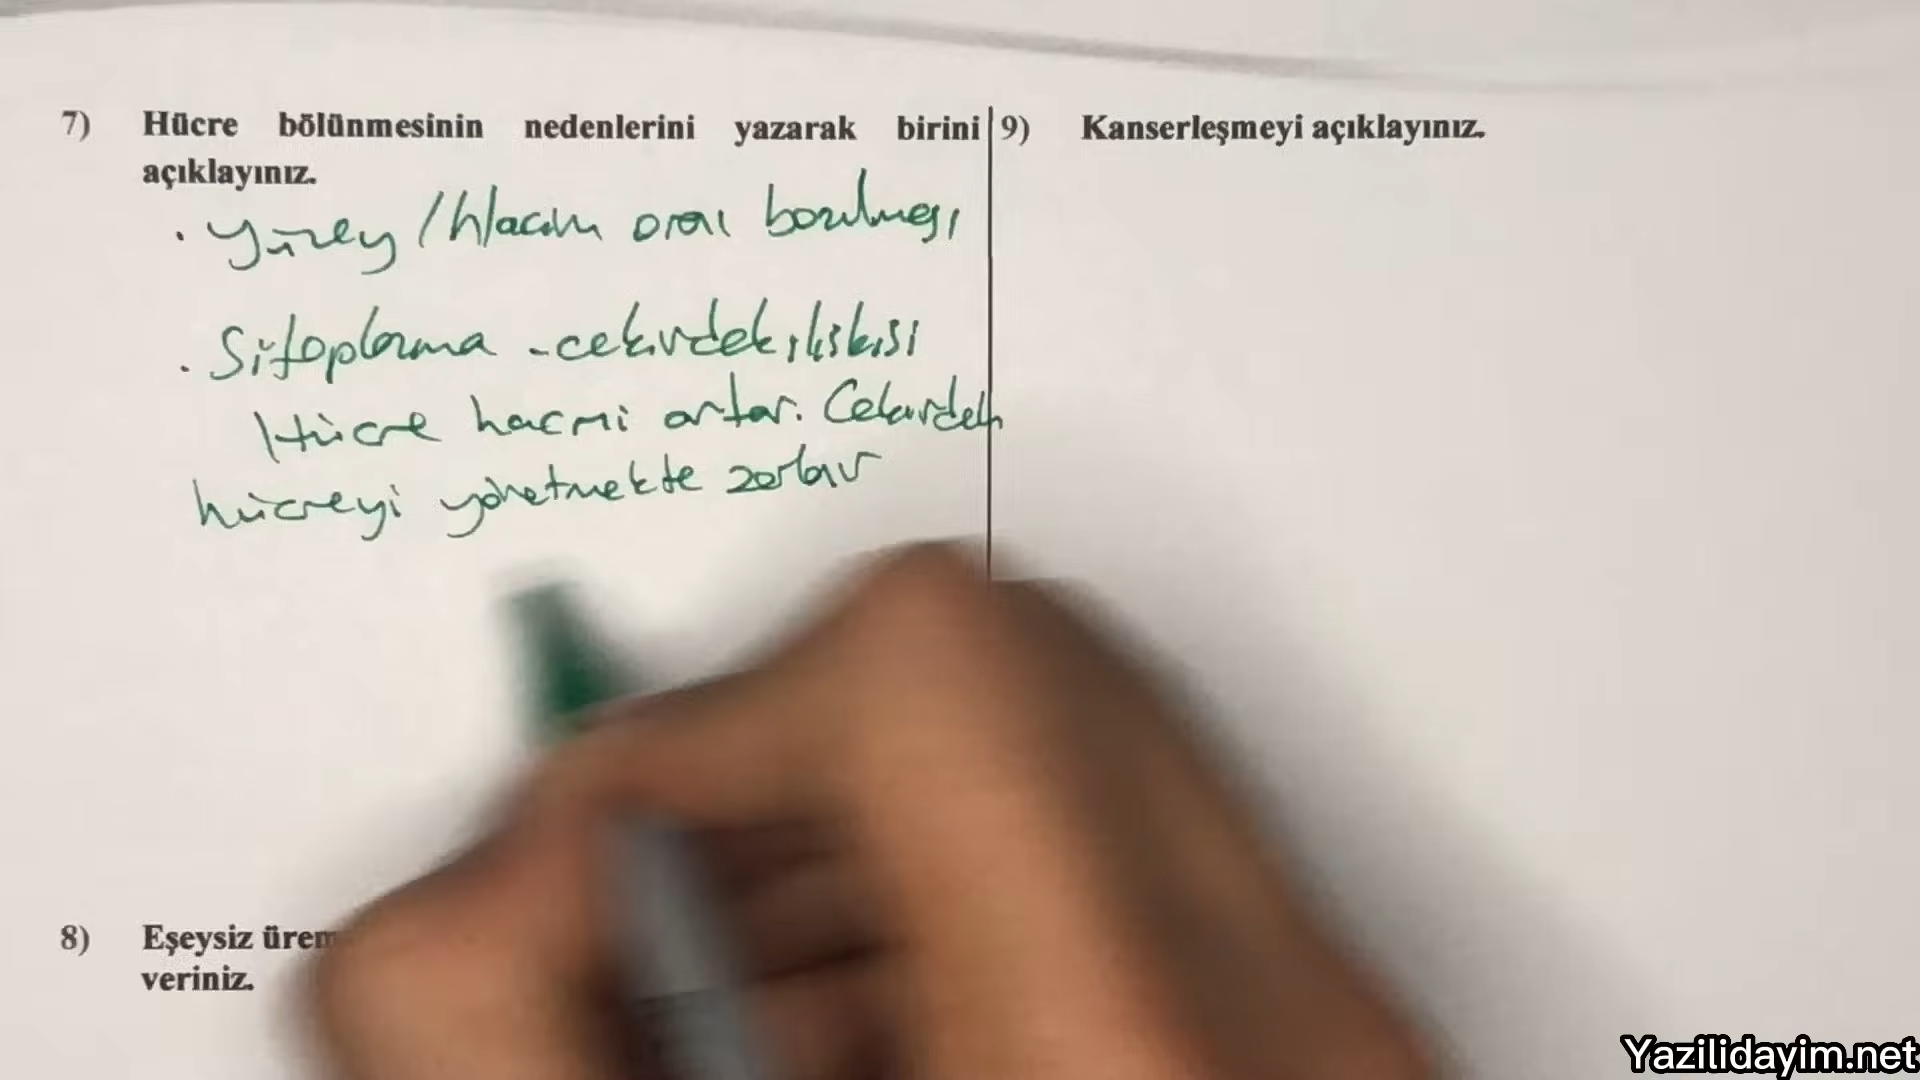 7) Hücre bölünmesinin nedenlerini yazarak birini
açıklayınız.
· Yüzey / Hacim oranı bozulması
· Sitoplazma - çekirdek ilişkisi
Hücre hacmi artar. Çekirdek
hücreyi yönetmekte zorlanır
8) Eşeysiz ürem
veriniz.
9) Kanserleşmeyi açıklayınız.
Yazilidayim.net